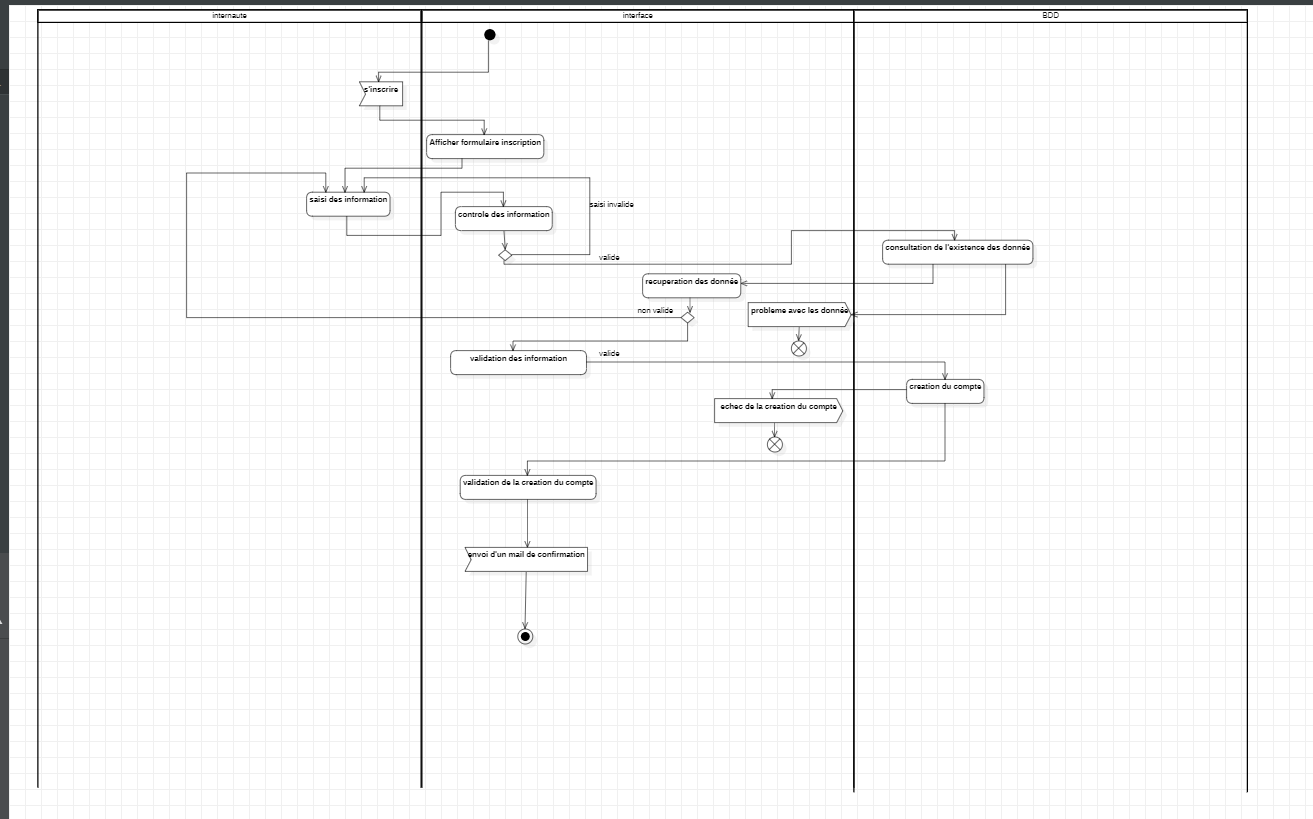 internaute
interface
BDD
s'inscrire
Afficher formulaire inscription
saisi des information
saisi invalide
controle des information
consultation de l'existence des donnée
valide
recuperation des donnée
non valide
probleme avec les donnée
validation des information
valide
creation du compte
echec de la creation du compte
validation de la creation du compte
envoi d'un mail de confirmation